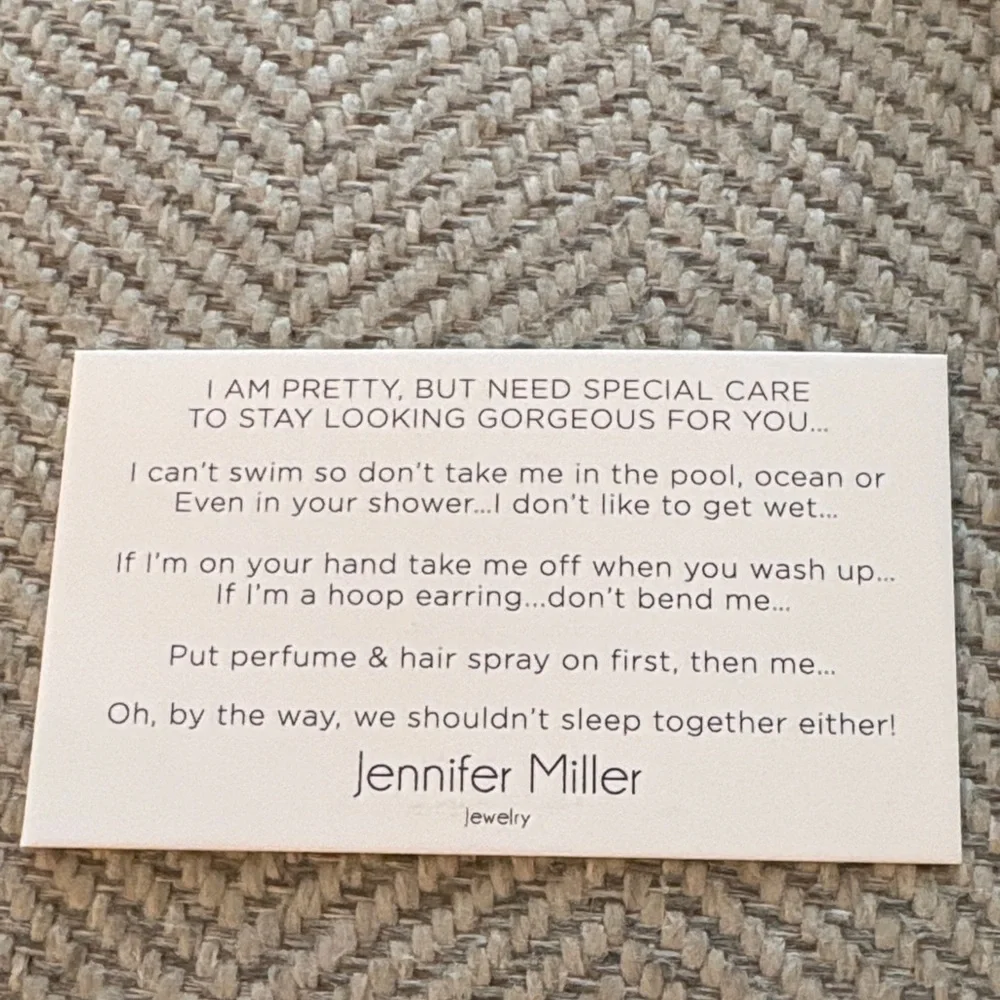 I AM PRETTY, BUT NEED SPECIAL CARE
TO STAY LOOKING GORGEOUS FOR YOU...
I can't swim so don't take me in the pool, ocean or
Even in your shower...I don't like to get wet...
If I'm on your hand take me off when you wash up...
If I'm a hoop earring...don't bend me...
Put perfume & hair spray on first, then me...
Oh, by the way, we shouldn't sleep together either!
Jennifer Miller
Jewelry